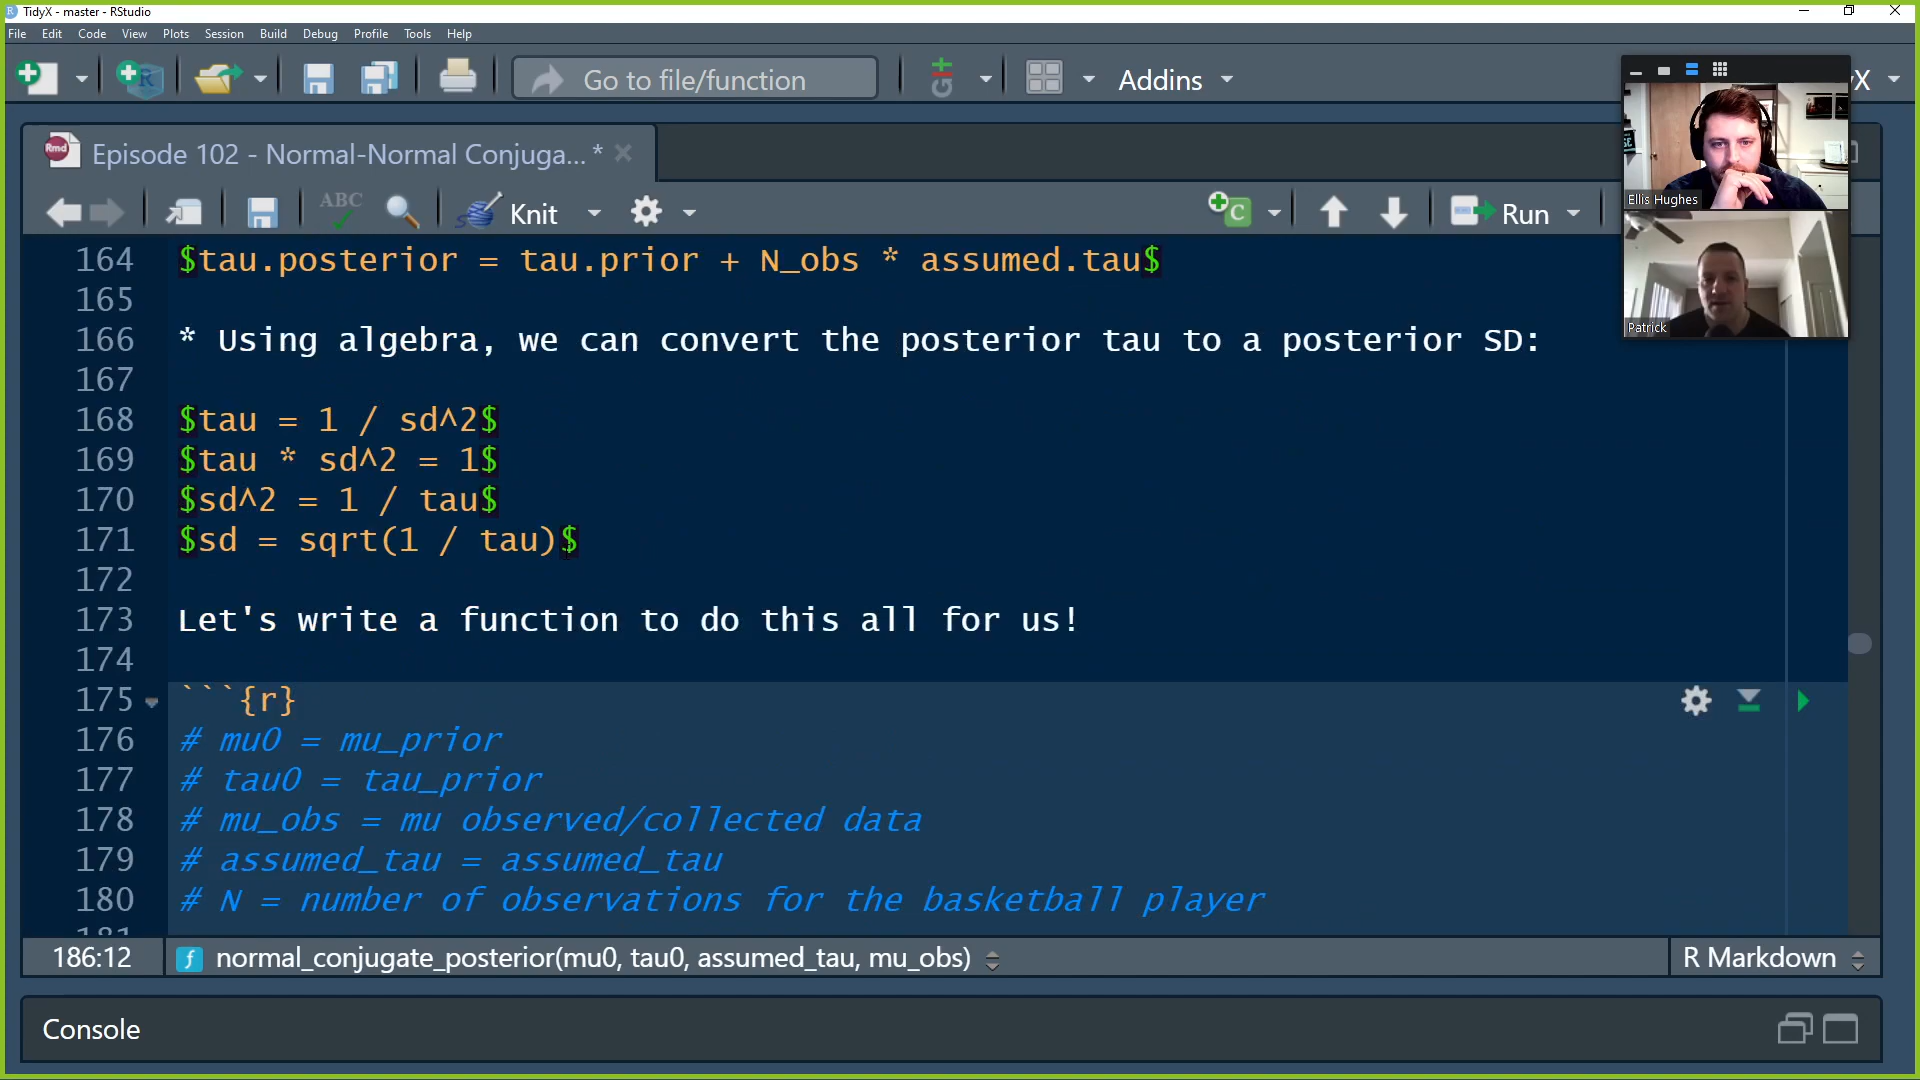 TidyX - master - RStudio
File Edit Code View Plots Session Build Debug Profile Tools Help
Go to file/function
Addins
X
Episode 102 - Normal-Normal Conjuga... *
Ellis Hughes
Patrick
ABC
Knit
Run
164 $tau.posterior = tau.prior + N_obs * assumed.tau$
165
166 * Using algebra, we can convert the posterior tau to a posterior SD:
167
168 $tau = 1 / sd^2$
169 $tau * sd^2 = 1$
170 $sd^2 = 1 / tau$
171 $sd = sqrt(1 / tau)$
172
173 Let's write a function to do this all for us!
174
175 ```{r}
176 # mu0 = mu_prior
177 # tau0 = tau_prior
178 # mu_obs = mu observed/collected data
179 # assumed_tau = assumed_tau
180 # N = number of observations for the basketball player
181
186:12 normal_conjugate_posterior(mu0, tau0, assumed_tau, mu_obs) R Markdown
Console